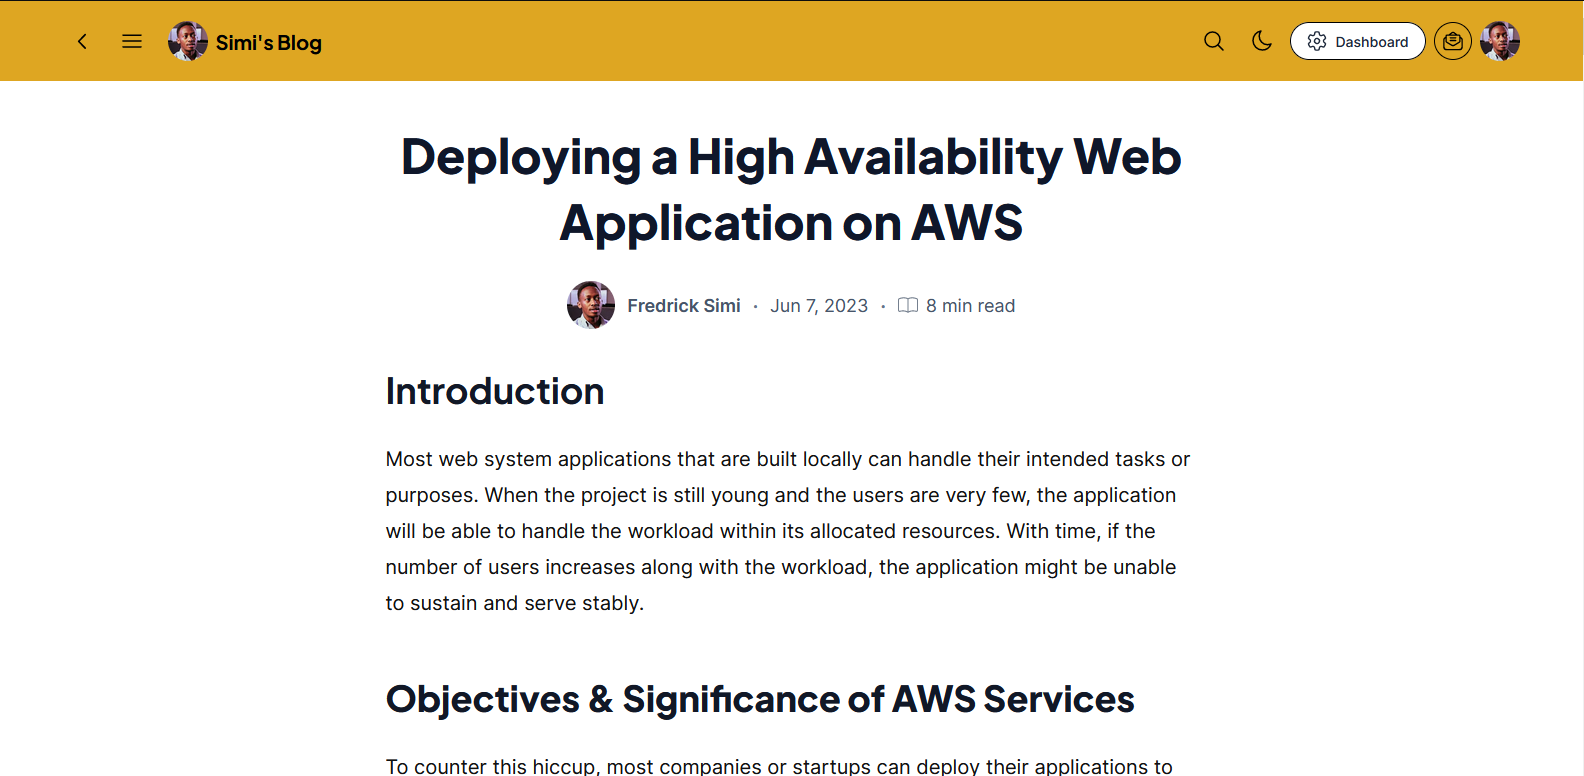 Simi's Blog
Dashboard
Deploying a High Availability Web
Application on AWS
Fredrick Simi · Jun 7, 2023 · 8 min read
Introduction
Most web system applications that are built locally can handle their intended tasks or
purposes. When the project is still young and the users are very few, the application
will be able to handle the workload within its allocated resources. With time, if the
number of users increases along with the workload, the application might be unable
to sustain and serve stably.
Objectives & Significance of AWS Services
To counter this hiccup, most companies or startups can deploy their applications to